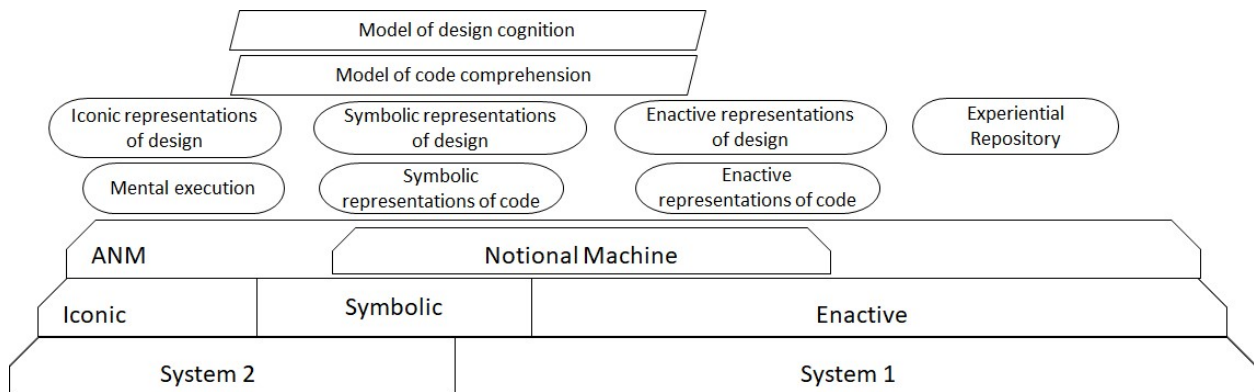 Model of design cognition
Model of code comprehension
Iconic representations
of design
Symbolic representations
of design
Enactive representations
of design
Experiential
Repository
Mental execution
Symbolic
representations of code
Enactive
representations of code
ANM
Notional Machine
Iconic
Symbolic
Enactive
System 2
System 1